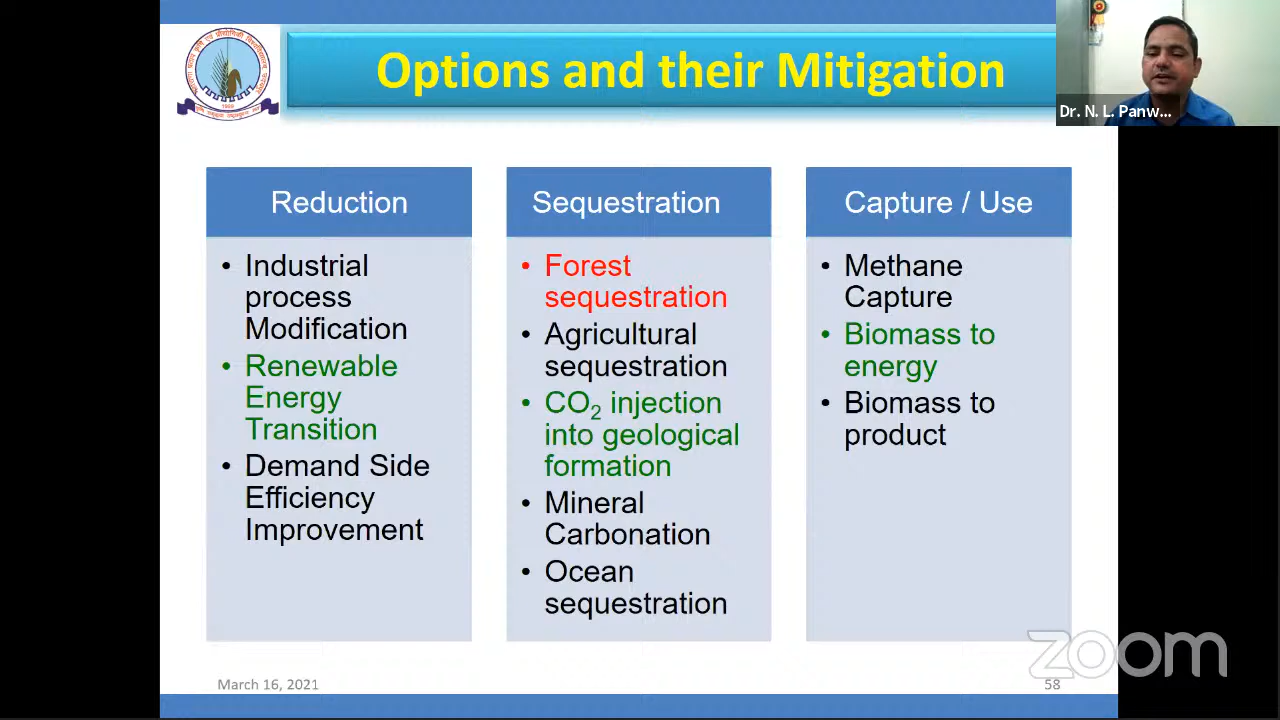 Options and their Mitigation
Dr. N. L. Panw...
Reduction
• Industrial
process
Modification
• Renewable
Energy
Transition
• Demand Side
Efficiency
Improvement
Sequestration
• Forest
sequestration
• Agricultural
sequestration
• CO₂ injection
into geological
formation
• Mineral
Carbonation
• Ocean
sequestration
Capture / Use
• Methane
Capture
• Biomass to
energy
• Biomass to
product
zoom
March 16, 2021
58